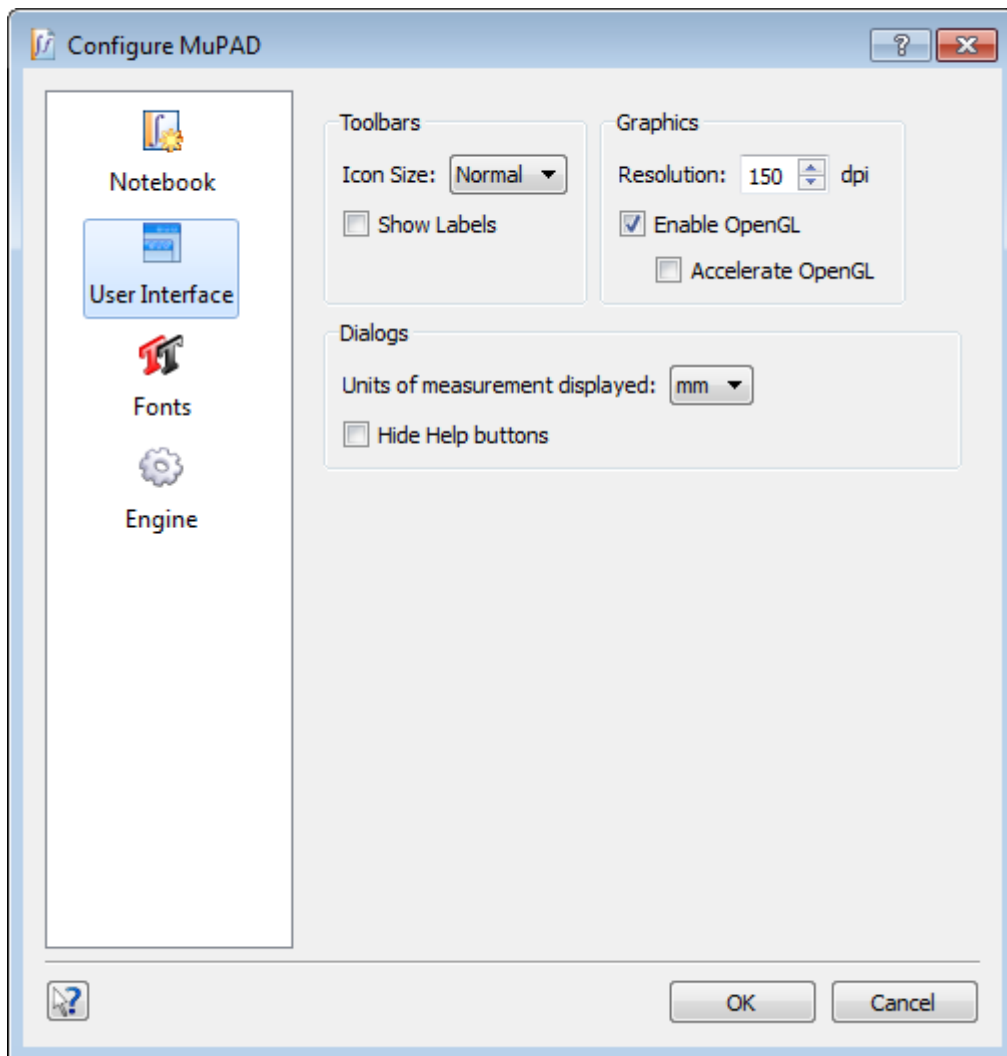 Configure MuPAD
Notebook
User Interface
Fonts
Engine
Toolbars
Icon Size: Normal
Show Labels
Graphics
Resolution: 150 dpi
Enable OpenGL
Accelerate OpenGL
Dialogs
Units of measurement displayed: mm
Hide Help buttons
OK Cancel